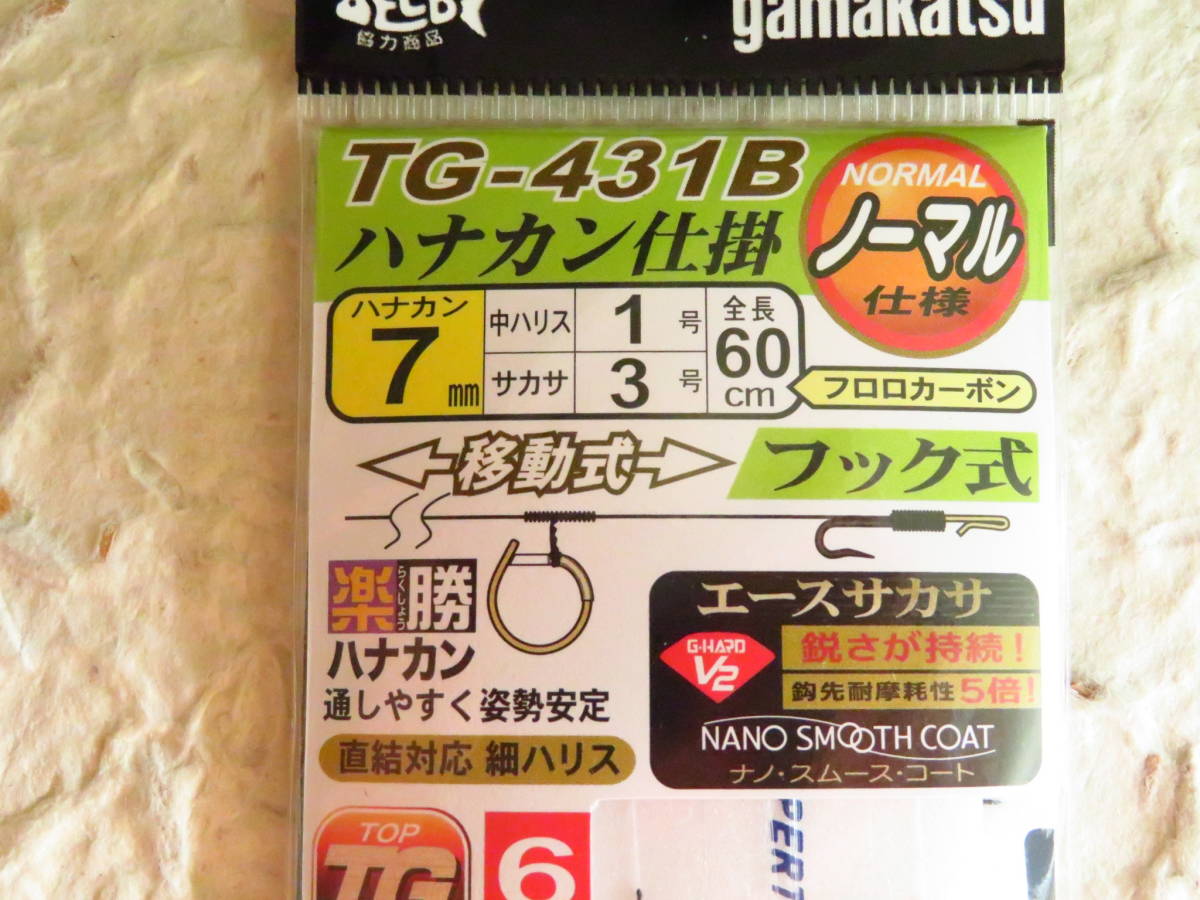 協力商品
gamakatsu
TG-431B
ハナカン仕掛
NORMAL
ノーマル
仕様
ハナカン
7mm
中ハリス 1号
サカサ 3号
全長
60
cm
フロロカーボン
移動式
フック式
楽勝
らくしょう
ハナカン
通しやすく姿勢安定
直結対応 細ハリス
エースサカサ
G-HARD
V2
鋭さが持続!
鈎先耐摩耗性5倍!
NANO SMOOTH COAT
ナノ・スムース・コート
TOP
TG
6